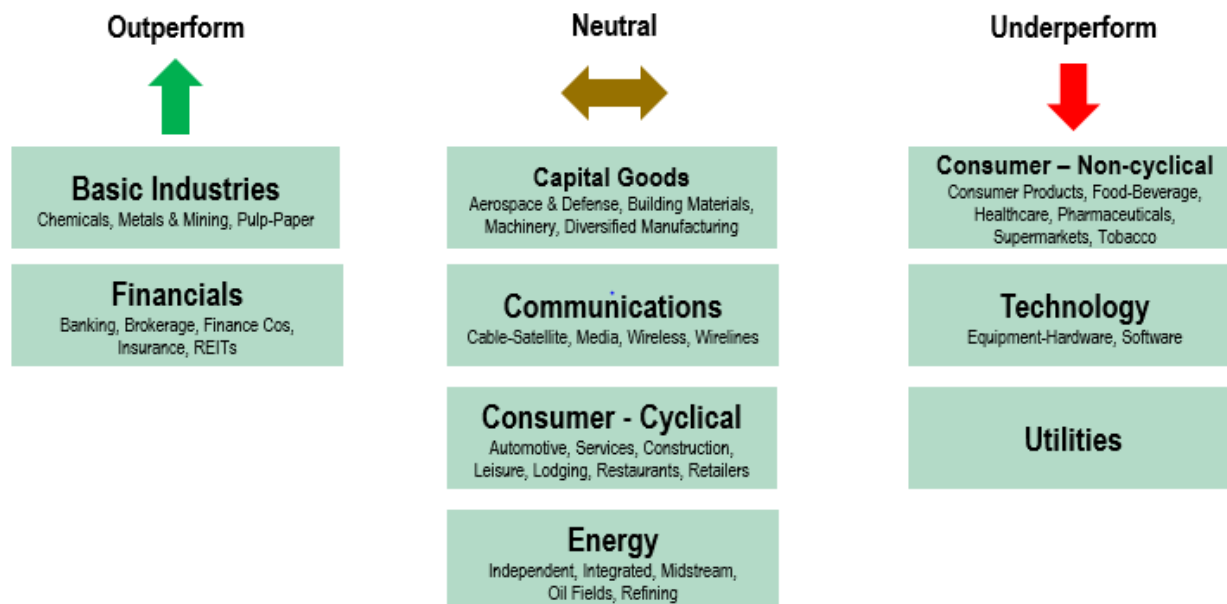 Outperform
Neutral
Underperform
Basic Industries
Chemicals, Metals & Mining, Pulp-Paper
Financials
Banking, Brokerage, Finance Cos,
Insurance, REITs
Capital Goods
Aerospace & Defense, Building Materials,
Machinery, Diversified Manufacturing
Communications
Cable-Satellite, Media, Wireless, Wirelines
Consumer - Cyclical
Automotive, Services, Construction,
Leisure, Lodging, Restaurants, Retailers
Energy
Independent, Integrated, Midstream,
Oil Fields, Refining
Consumer – Non-cyclical
Consumer Products, Food-Beverage,
Healthcare, Pharmaceuticals,
Supermarkets, Tobacco
Technology
Equipment-Hardware, Software
Utilities